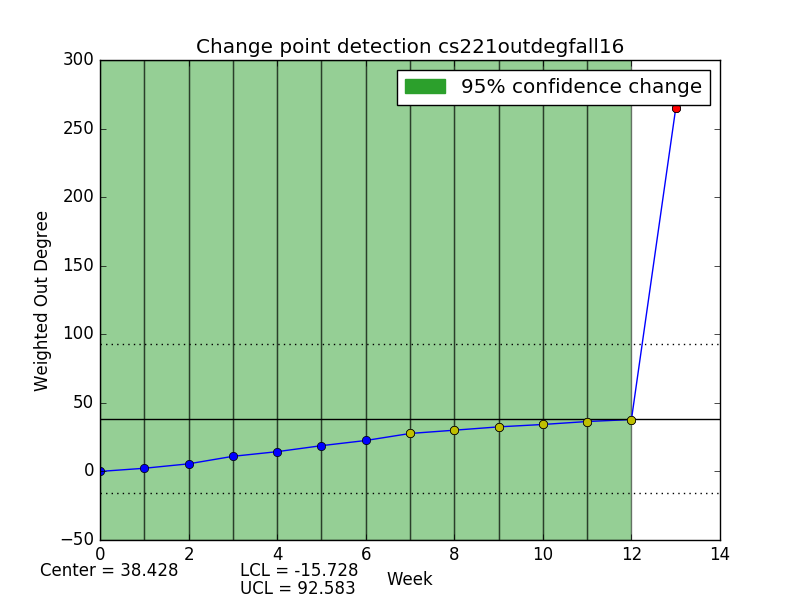 Change point detection cs221outdegfall16
95% confidence change
300
250
200
150
100
50
0
−50
Weighted Out Degree
0 2 4 6 8 10 12 14
Week
Center = 38.428
LCL = -15.728
UCL = 92.583